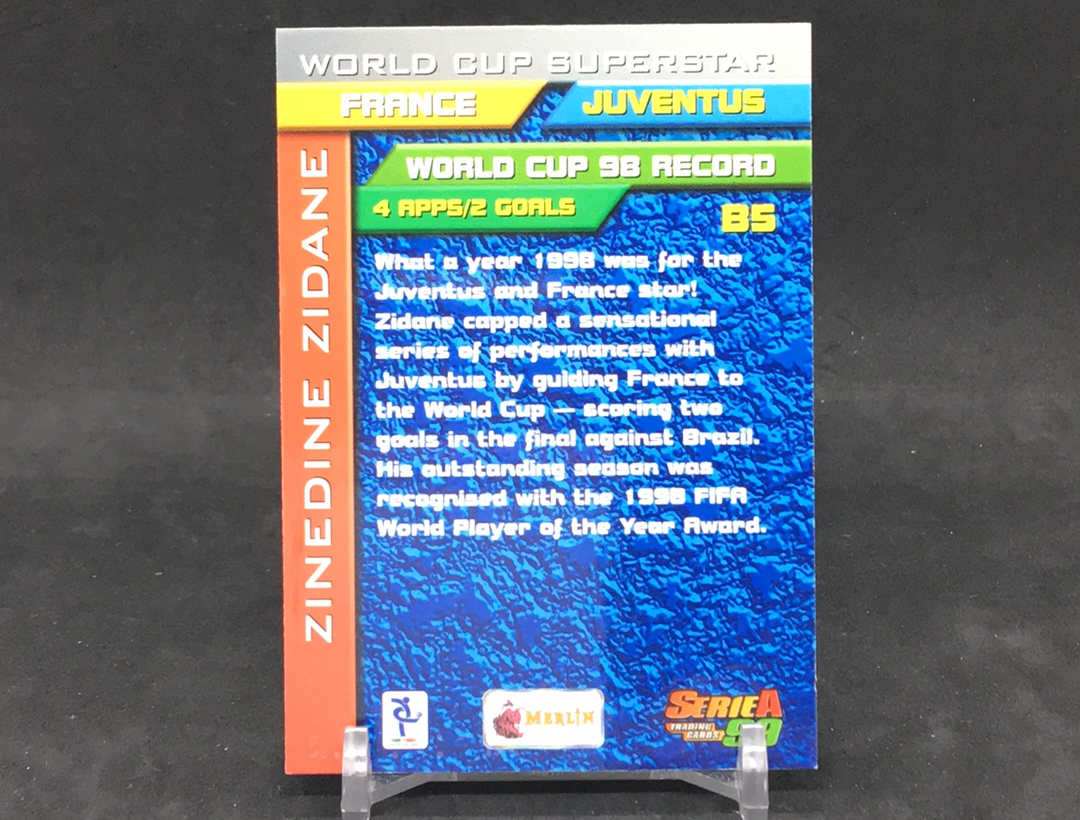 WORLD CUP SUPERSTAR
FRANCE
JUVENTUS
ZINEDINE ZIDANE
WORLD CUP 98 RECORD
4 APPS/2 GOALS
B5
What a year 1998 was for the
Juventus and France star!
Zidane capped a sensational
series of performances with
Juventus by guiding France to
the World Cup — scoring two
goals in the final against Brazil.
His outstanding season was
recognised with the 1998 FIFA
World Player of the Year Award.
MERLIN
SERIE A
TRADING
CARDS
99